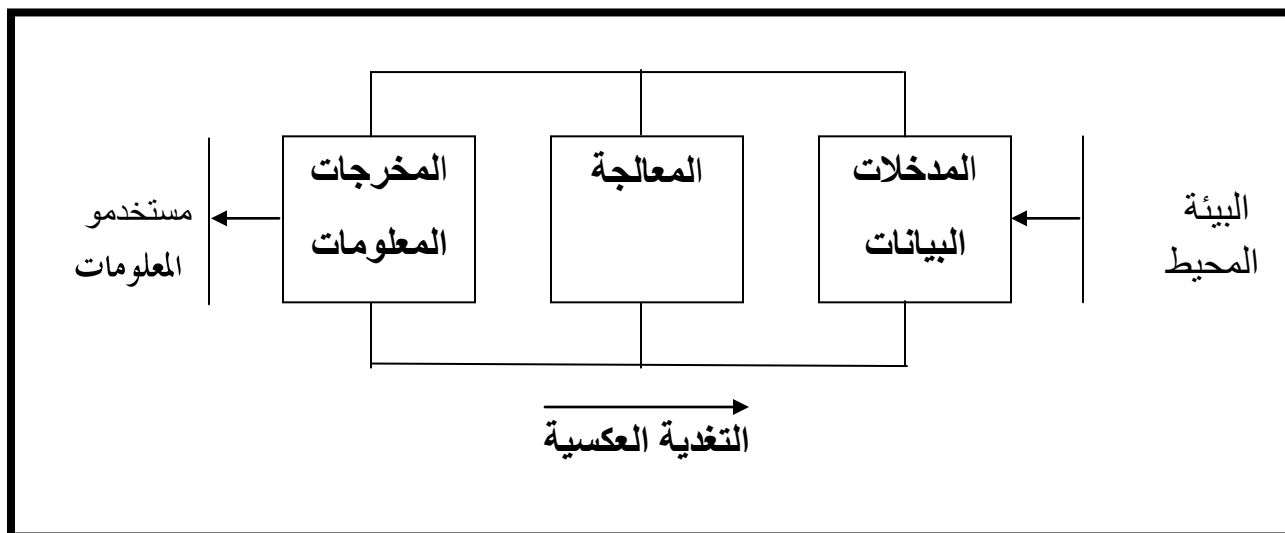 البيئة
المحيط
المدخلات
البيانات
المعالجة
المخرجات
المعلومات
مستخدمو
المعلومات
التغدية العكسية